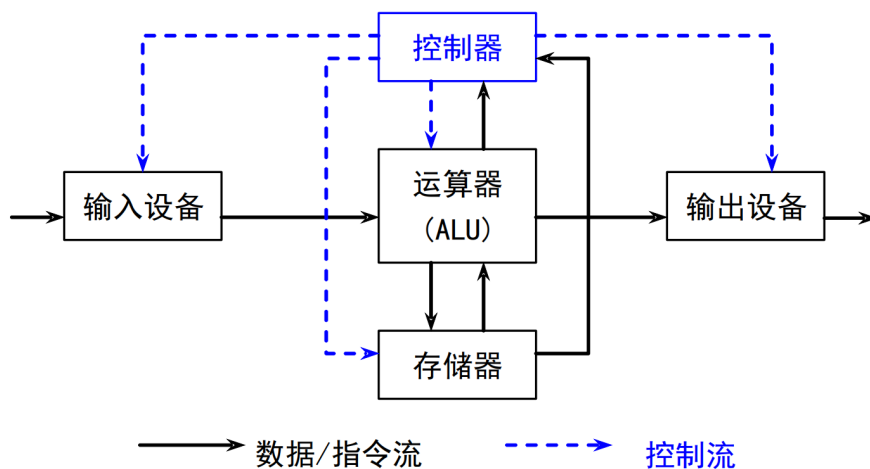 控制器
输入设备
运算器
(ALU)
输出设备
存储器
数据/指令流
控制流